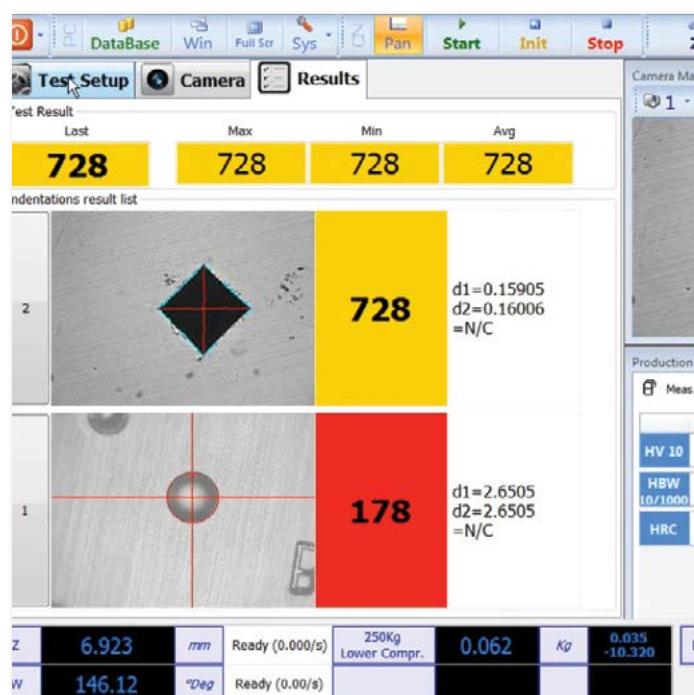 PC DataBase Win Full Scr Sys Pan Start Init Stop
Test Setup Camera Results
Camera Ma
1
Test Result
Last Max Min Avg
728 728 728 728
Indentations result list
2 728
d1=0.15905
d2=0.16006
=N/C
Production
Meas
HV 10
HBW
10/1000
HRC
1 178
d1=2.6505
d2=2.6505
=N/C
B
Z 6.923 mm Ready (0.000/s) 250Kg
Lower Compr. 0.062 Kg 0.035
-10.320
W 146.12 °Deg Ready (0.00/s)